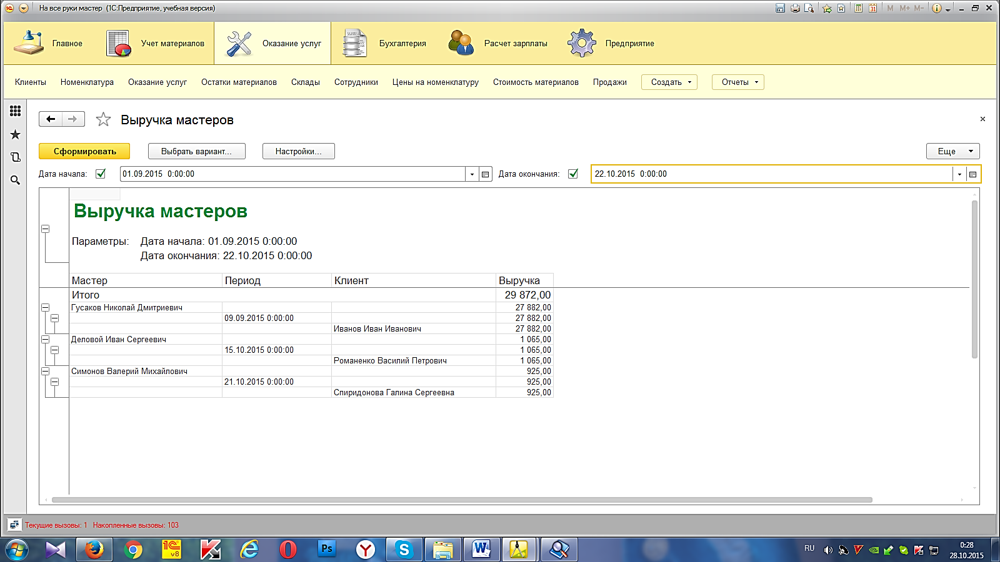 На все руки мастер (1С:Предприятие, учебная версия)
M M+ M-
Главное Учет материалов Оказание услуг Бухгалтерия Расчет зарплаты Предприятие
Клиенты Номенклатура Оказание услуг Остатки материалов Склады Сотрудники Цены на номенклатуру Стоимость материалов Продажи Создать Отчеты
Выручка мастеров
Сформировать Выбрать вариант... Настройки... Еще
Дата начала: 01.09.2015 0:00:00 Дата окончания: 22.10.2015 0:00:00
Выручка мастеров
Параметры: Дата начала: 01.09.2015 0:00:00
Дата окончания: 22.10.2015 0:00:00
Мастер Период Клиент Выручка
Итого 29 872,00
Гусаков Николай Дмитриевич 27 882,00
09.09.2015 0:00:00 27 882,00
Иванов Иван Иванович 27 882,00
Деловой Иван Сергеевич 1 065,00
15.10.2015 0:00:00 1 065,00
Романенко Василий Петрович 1 065,00
Симонов Валерий Михайлович 925,00
21.10.2015 0:00:00 925,00
Спиридонова Галина Сергеевна 925,00
Текущие вызовы: 1 Накопленные вызовы: 103
RU 0:28
28.10.2015